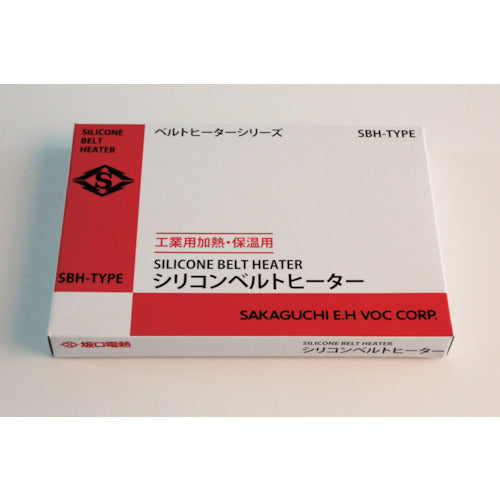 SILICONE
BELT
HEATER
S
SBH-TYPE
ベルトヒーターシリーズ
SBH-TYPE
工業用加熱・保温用
SILICONE BELT HEATER
シリコンベルトヒーター
SAKAGUCHI E.H VOC CORP.
S 坂口電熱
SILICONE BELT HEATER
シリコンベルトヒーター